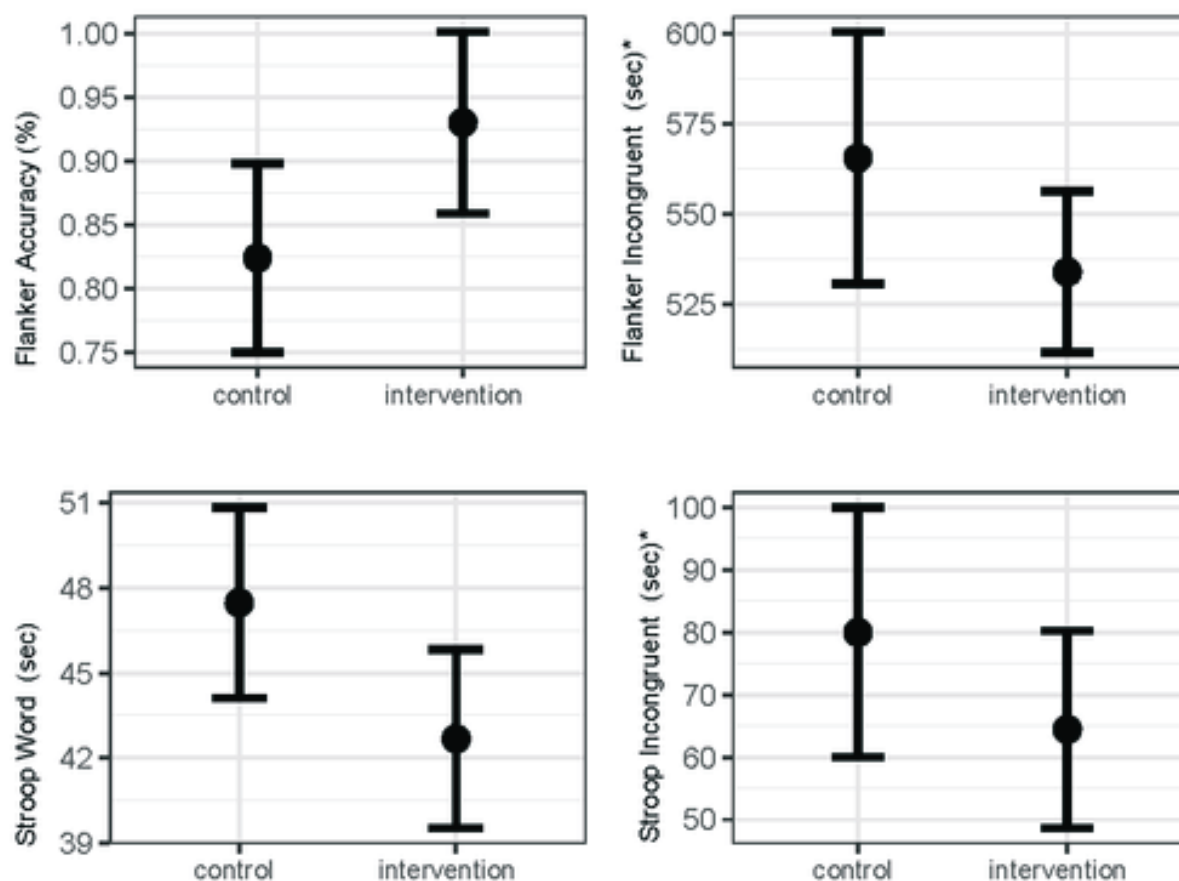 Flanker Accuracy (%)
1.00
0.95
0.90
0.85
0.80
0.75
control intervention
Flanker Incongruent (sec)*
600
575
550
525
control intervention
Stroop Word (sec)
51
48
45
42
39
control intervention
Stroop Incongruent (sec)*
100
90
80
70
60
50
control intervention